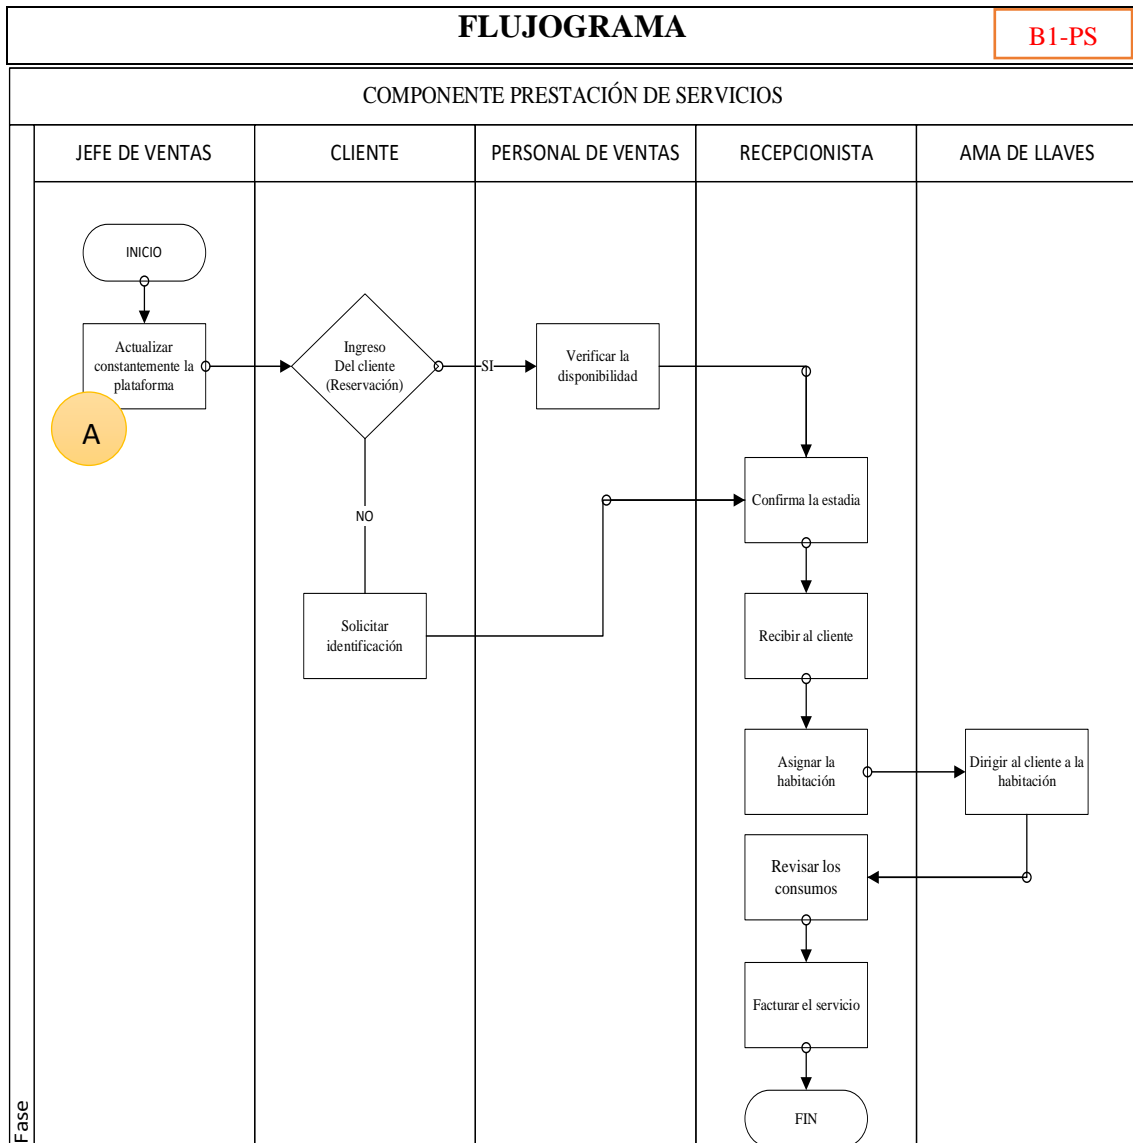 FLUJOGRAMA
B1-PS
COMPONENTE PRESTACIÓN DE SERVICIOS
JEFE DE VENTAS
CLIENTE
PERSONAL DE VENTAS
RECEPCIONISTA
AMA DE LLAVES
INICIO
Actualizar
constantemente la
plataforma
A
Ingreso
Del cliente
(Reservación)
SI
Verificar la
disponibilidad
NO
Confirma la estadia
Solicitar
identificación
Recibir al cliente
Asignar la
habitación
Dirigir al cliente a la
habitación
Revisar los
consumos
Facturar el servicio
FIN
Fase